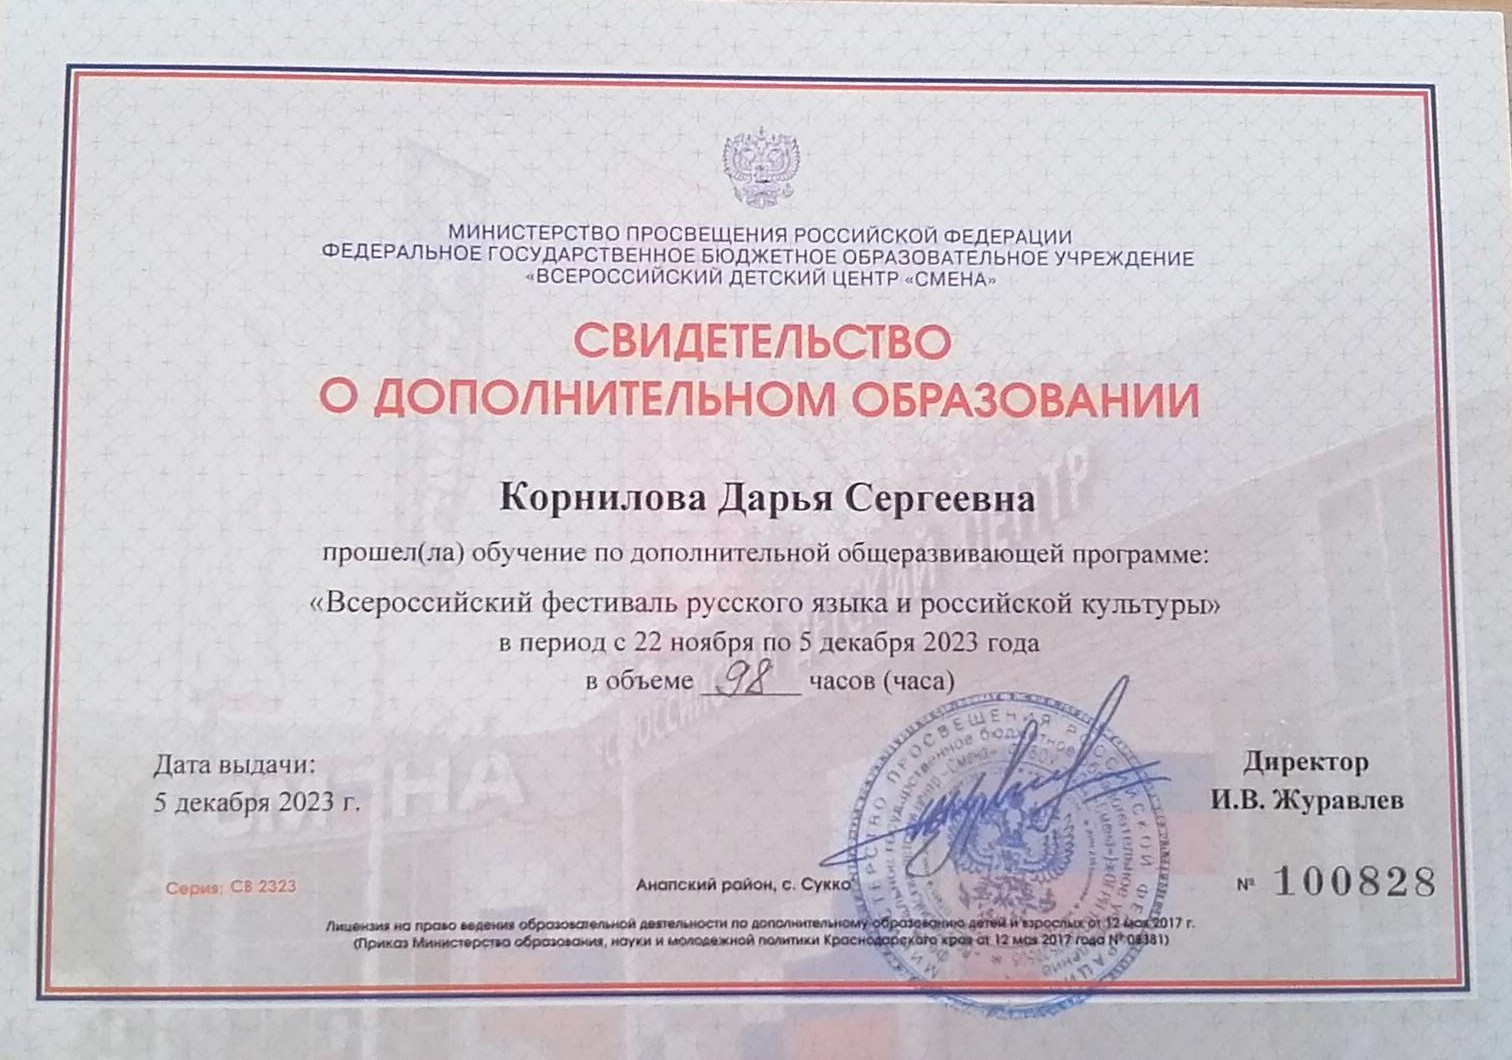 МИНИСТЕРСТВО ПРОСВЕЩЕНИЯ РОССИЙСКОЙ ФЕДЕРАЦИИ
ФЕДЕРАЛЬНОЕ ГОСУДАРСТВЕННОЕ БЮДЖЕТНОЕ ОБРАЗОВАТЕЛЬНОЕ УЧРЕЖДЕНИЕ
«ВСЕРОССИЙСКИЙ ДЕТСКИЙ ЦЕНТР «СМЕНА»
СВИДЕТЕЛЬСТВО
О ДОПОЛНИТЕЛЬНОМ ОБРАЗОВАНИИ
Корнилова Дарья Сергеевна
прошел(ла) обучение по дополнительной общеразвивающей программе:
«Всероссийский фестиваль русского языка и российской культуры»
в период с 22 ноября по 5 декабря 2023 года
в объеме 98 часов (часа)
Дата выдачи:
5 декабря 2023 г.
Директор
И.В. Журавлев
Серия: СВ 2323
Анапский район, с. Сукко
№ 100828
Лицензия на право ведения образовательной деятельности по дополнительному образованию детей и взрослых от 12 мая 2017 г.
(Приказ Министерства образования, науки и молодежной политики Краснодарского края от 12 мая 2017 года № 08381)